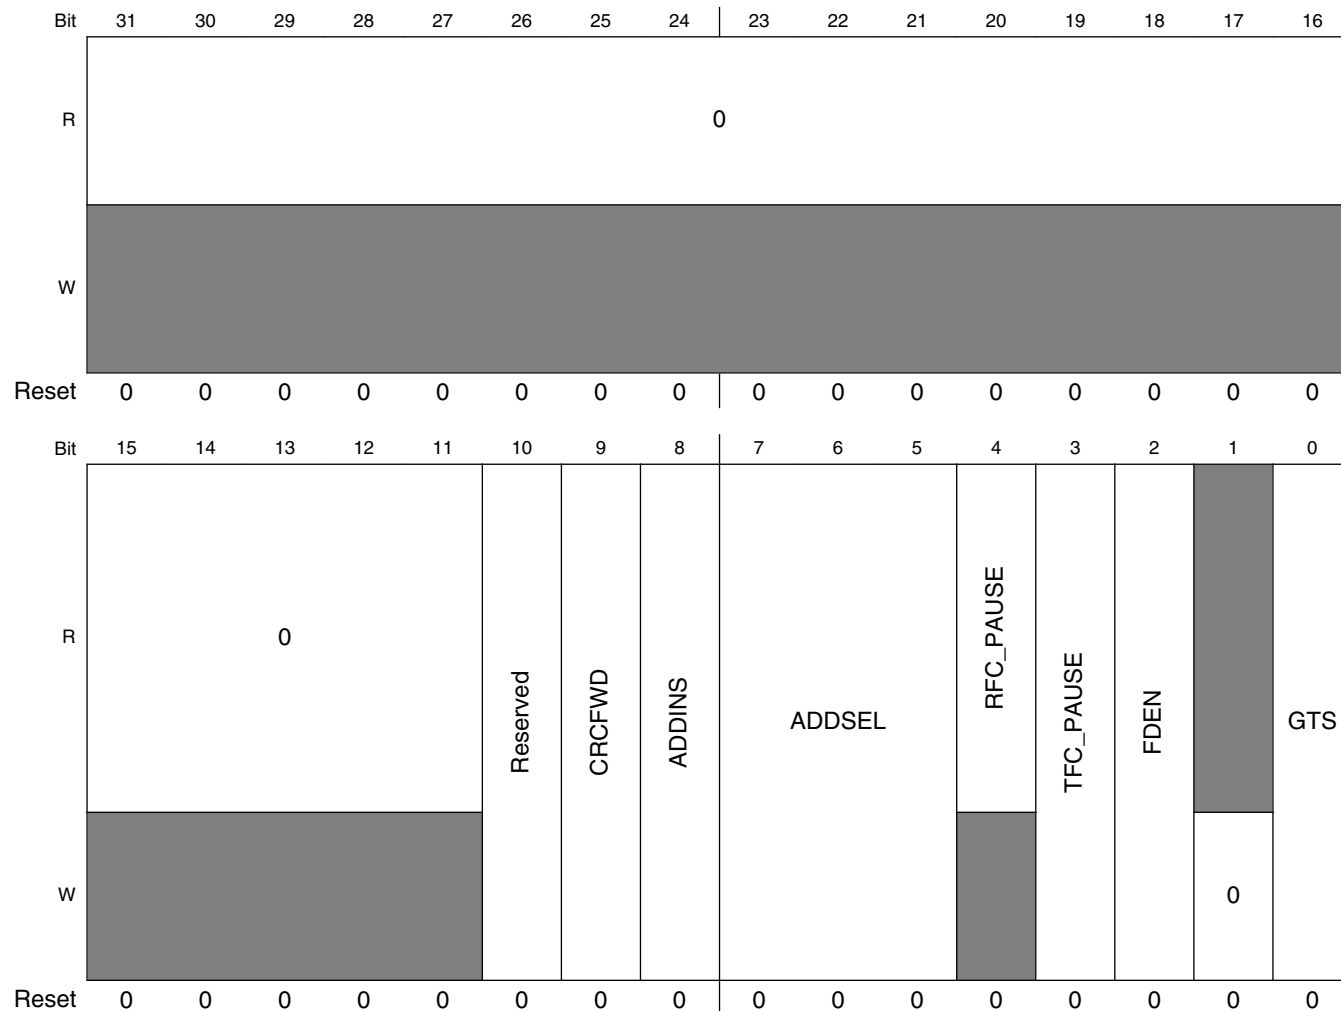 Bit 31 30 29 28 27 26 25 24 23 22 21 20 19 18 17 16
R 0
W
Reset 0 0 0 0 0 0 0 0 0 0 0 0 0 0 0 0
Bit 15 14 13 12 11 10 9 8 7 6 5 4 3 2 1 0
R 0 Reserved CRCFWD ADDINS ADDSEL RFC_PAUSE TFC_PAUSE FDEN GTS
W 0
Reset 0 0 0 0 0 0 0 0 0 0 0 0 0 0 0 0